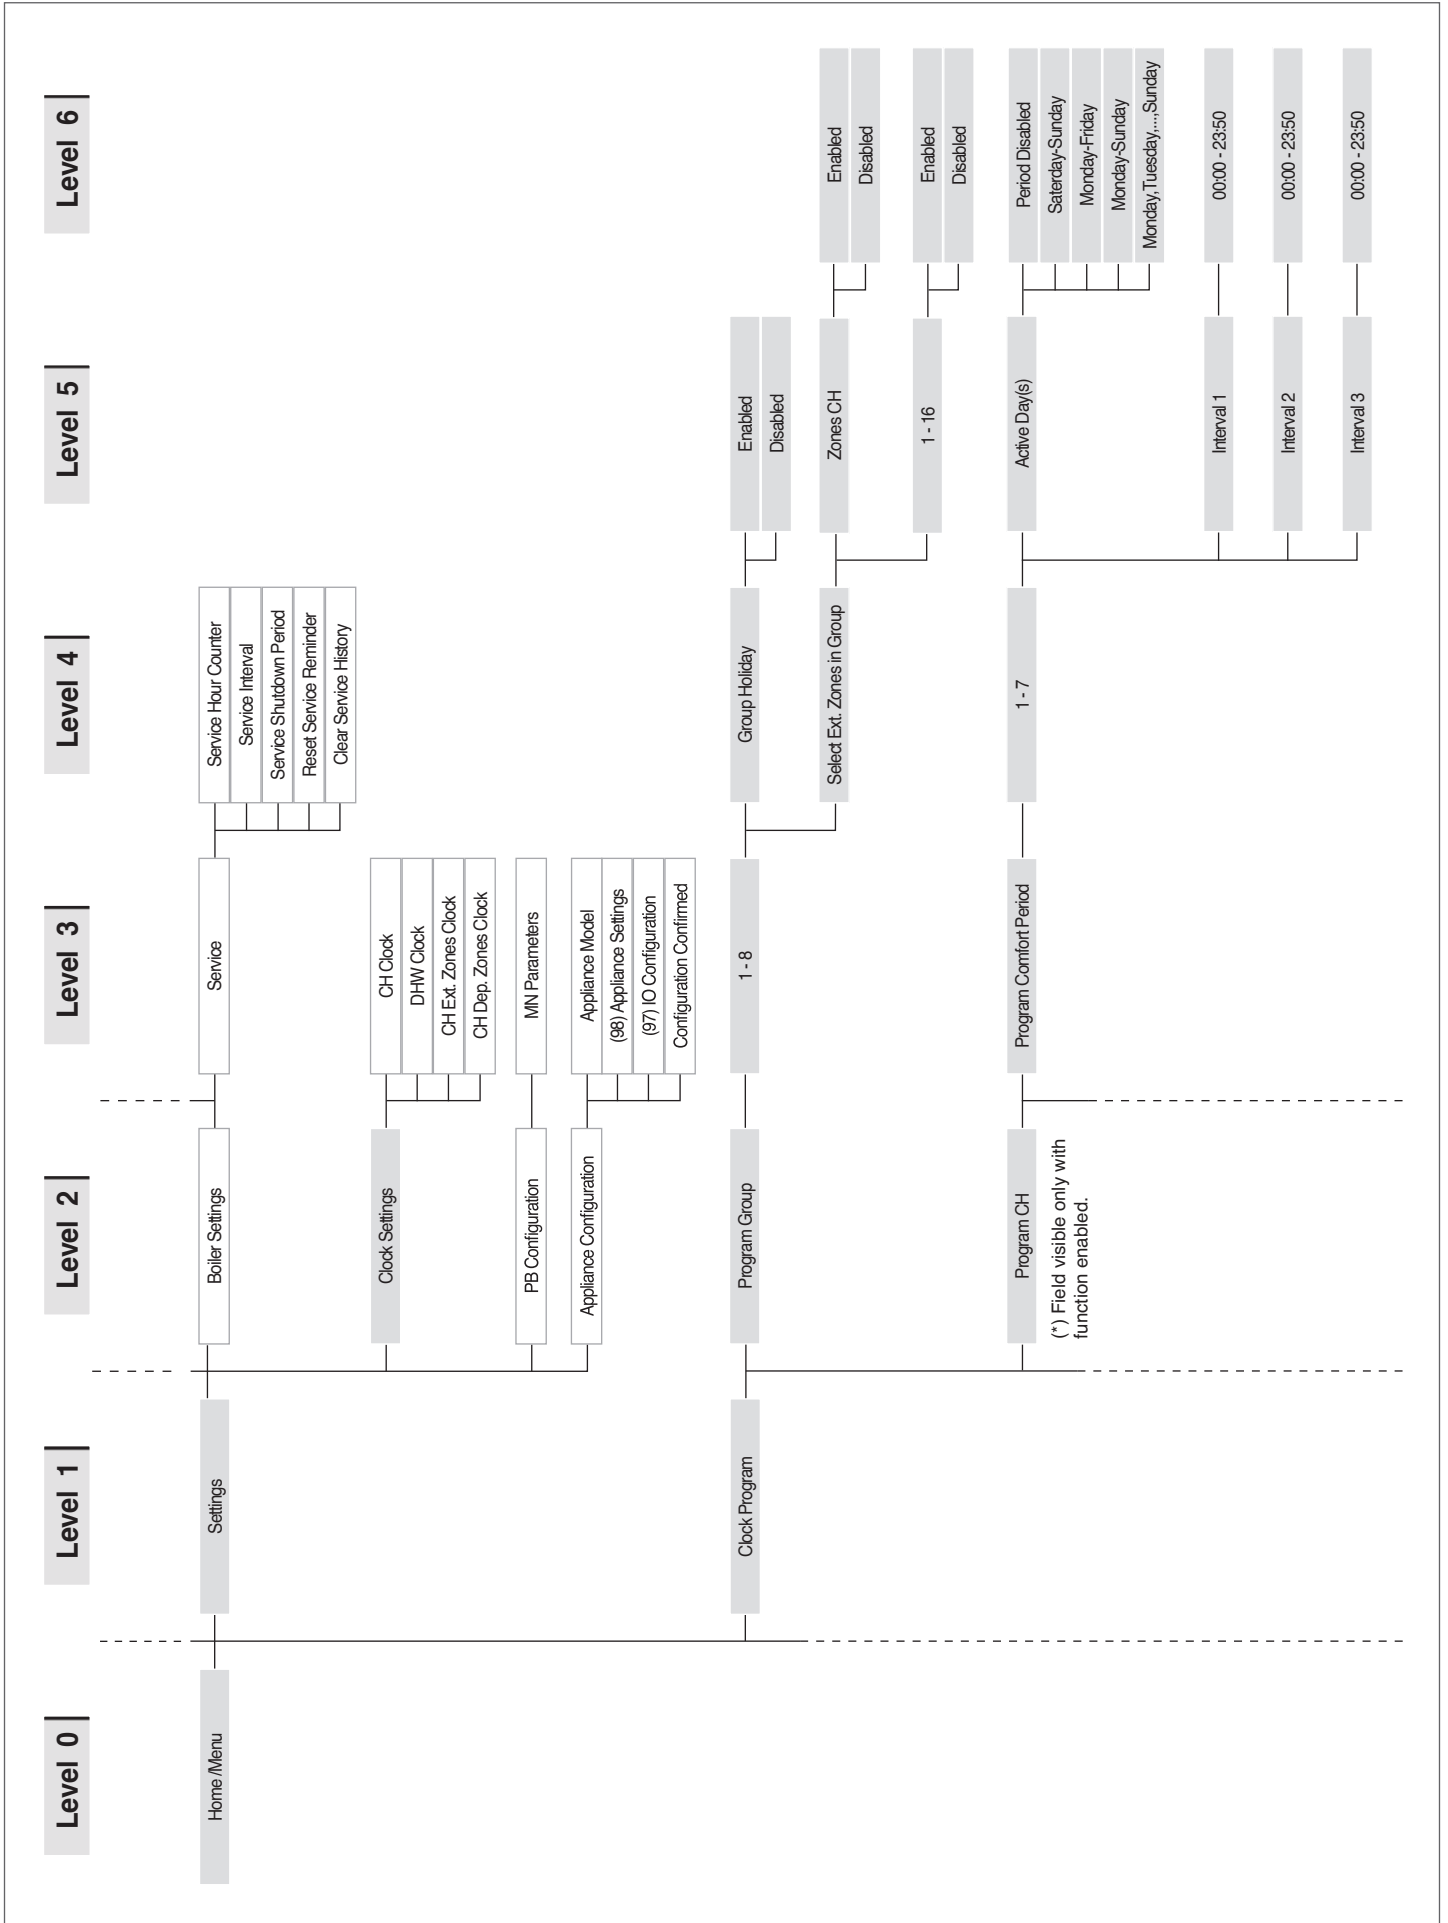 Level 0
Level 1
Level 2
Level 3
Level 4
Level 5
Level 6
Home /Menu
Settings
Boiler Settings
Service
Service Hour Counter
Service Interval
Service Shutdown Period
Reset Service Reminder
Clear Service History
Clock Settings
CH Clock
DHW Clock
CH Ext. Zones Clock
CH Dep. Zones Clock
PB Configuration
MN Parameters
Appliance Configuration
Appliance Model
(98) Appliance Settings
(97) IO Configuration
Configuration Confirmed
Clock Program
Program Group
1 - 8
Group Holiday
Enabled
Disabled
Select Ext. Zones in Group
Zones CH
Enabled
Disabled
1 - 16
Enabled
Disabled
Program CH
(*) Field visible only with
function enabled.
Program Comfort Period
1 - 7
Active Day(s)
Period Disabled
Saterday-Sunday
Monday-Friday
Monday-Sunday
Monday,Tuesday,...,Sunday
Interval 1
00:00 - 23:50
Interval 2
00:00 - 23:50
Interval 3
00:00 - 23:50